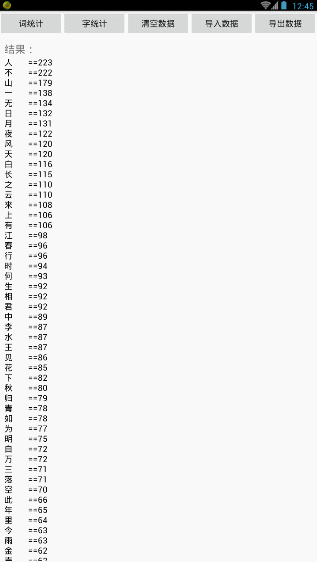 12:45
词统计 字统计 清空数据 导入数据 导出数据
结果：
人 ==223
不 ==222
山 ==179
一 ==138
无 ==134
日 ==132
月 ==131
夜 ==122
风 ==120
天 ==120
白 ==116
长 ==115
之 ==110
云 ==110
来 ==108
上 ==106
有 ==106
江 ==98
春 ==96
行 ==96
时 ==94
何 ==93
生 ==92
相 ==92
君 ==92
中 ==89
李 ==87
水 ==87
王 ==87
见 ==86
花 ==85
下 ==82
秋 ==80
归 ==79
青 ==78
如 ==78
为 ==77
明 ==75
自 ==72
万 ==72
三 ==71
落 ==71
空 ==70
此 ==66
年 ==65
里 ==64
今 ==63
雨 ==63
金 ==62